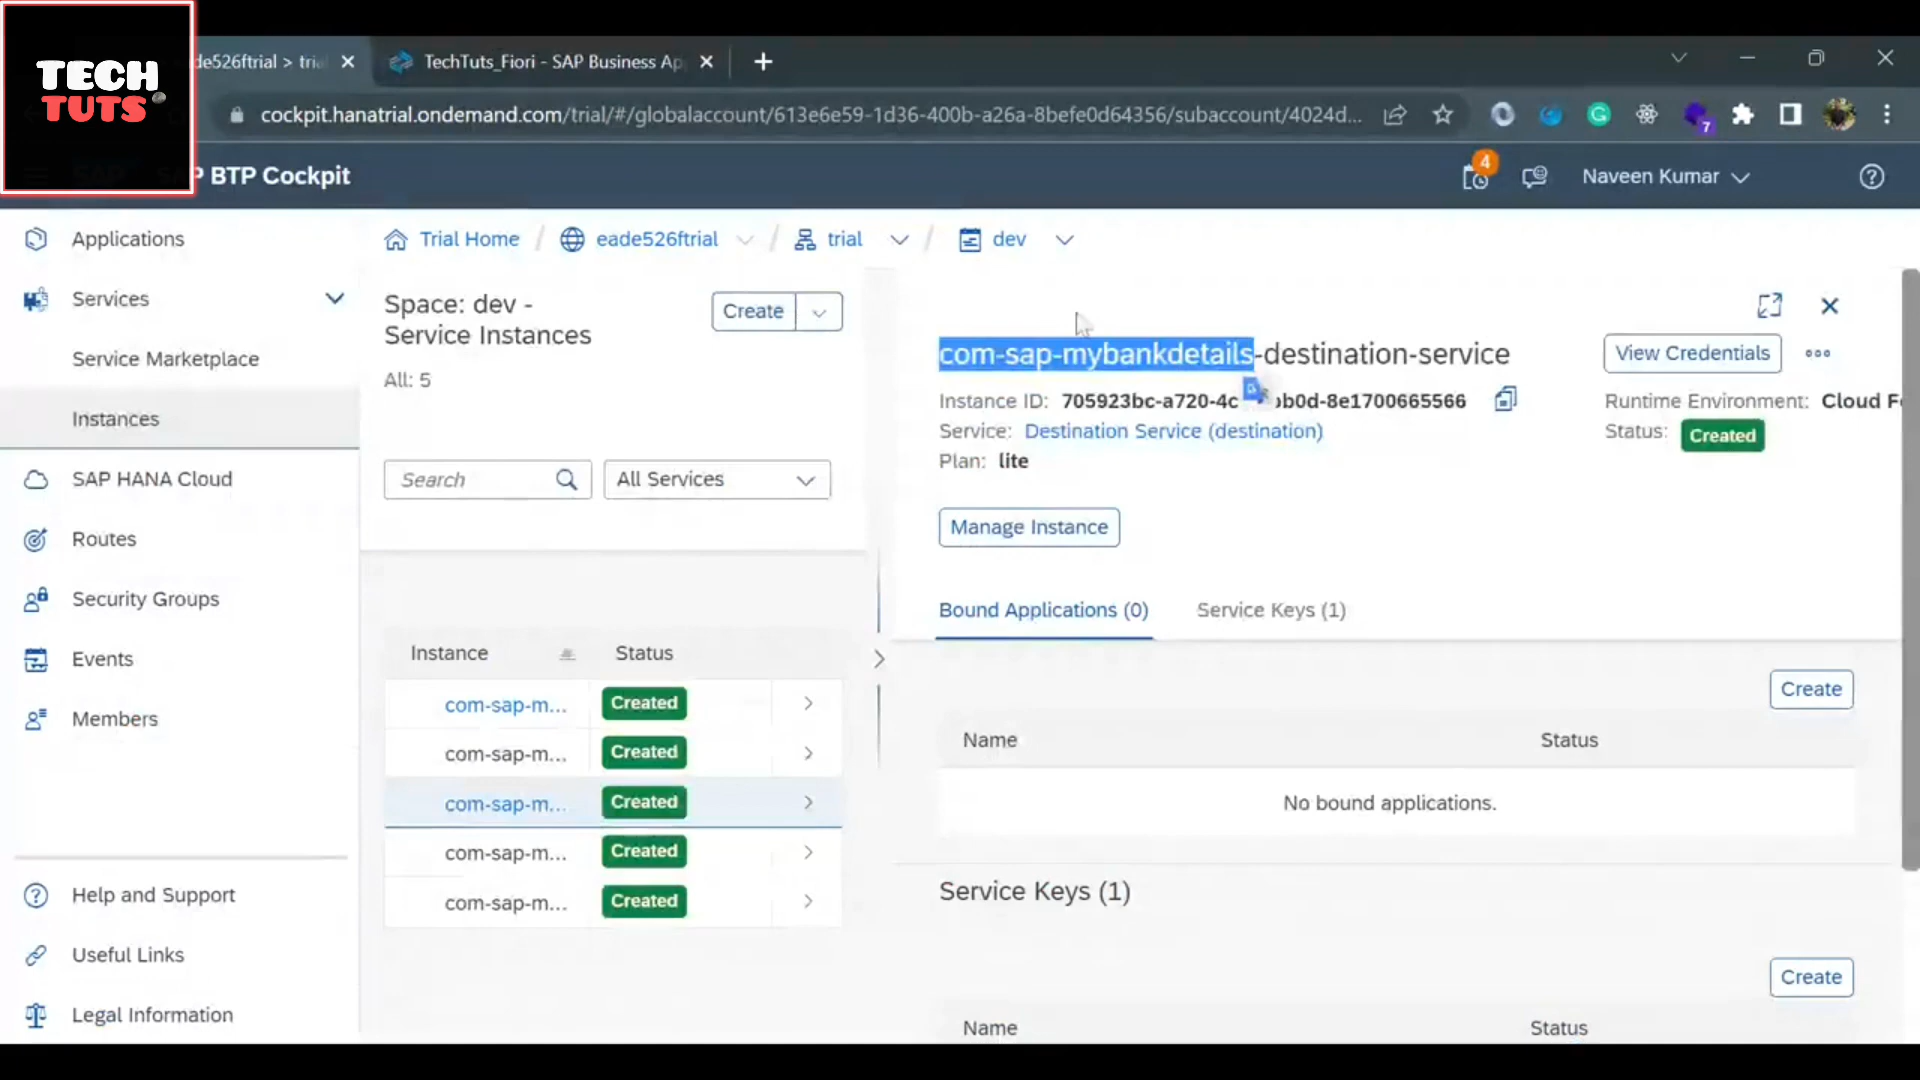 TECH
TUTS
de526ftrial > tria
TechTuts_Fiori - SAP Business Ap
cockpit.hanatrial.ondemand.com/trial/#/globalaccount/613e6e59-1d36-400b-a26a-8befe0d64356/subaccount/4024d...
7
BTP Cockpit
4
Naveen Kumar
Applications
Services
Service Marketplace
Instances
SAP HANA Cloud
Routes
Security Groups
Events
Members
Help and Support
Useful Links
Legal Information
Trial Home / eade526ftrial / trial / dev
Space: dev -
Service Instances
Create
All: 5
Search
All Services
Instance Status
com-sap-m... Created
com-sap-m... Created
com-sap-m... Created
com-sap-m... Created
com-sap-m... Created
com-sap-mybankdetails-destination-service
View Credentials
Instance ID: 705923bc-a720-4c b0d-8e1700665566
Runtime Environment: Cloud
Service: Destination Service (destination)
Status: Created
Plan: lite
Manage Instance
Bound Applications (0) Service Keys (1)
Create
Name Status
No bound applications.
Service Keys (1)
Create
Name Status